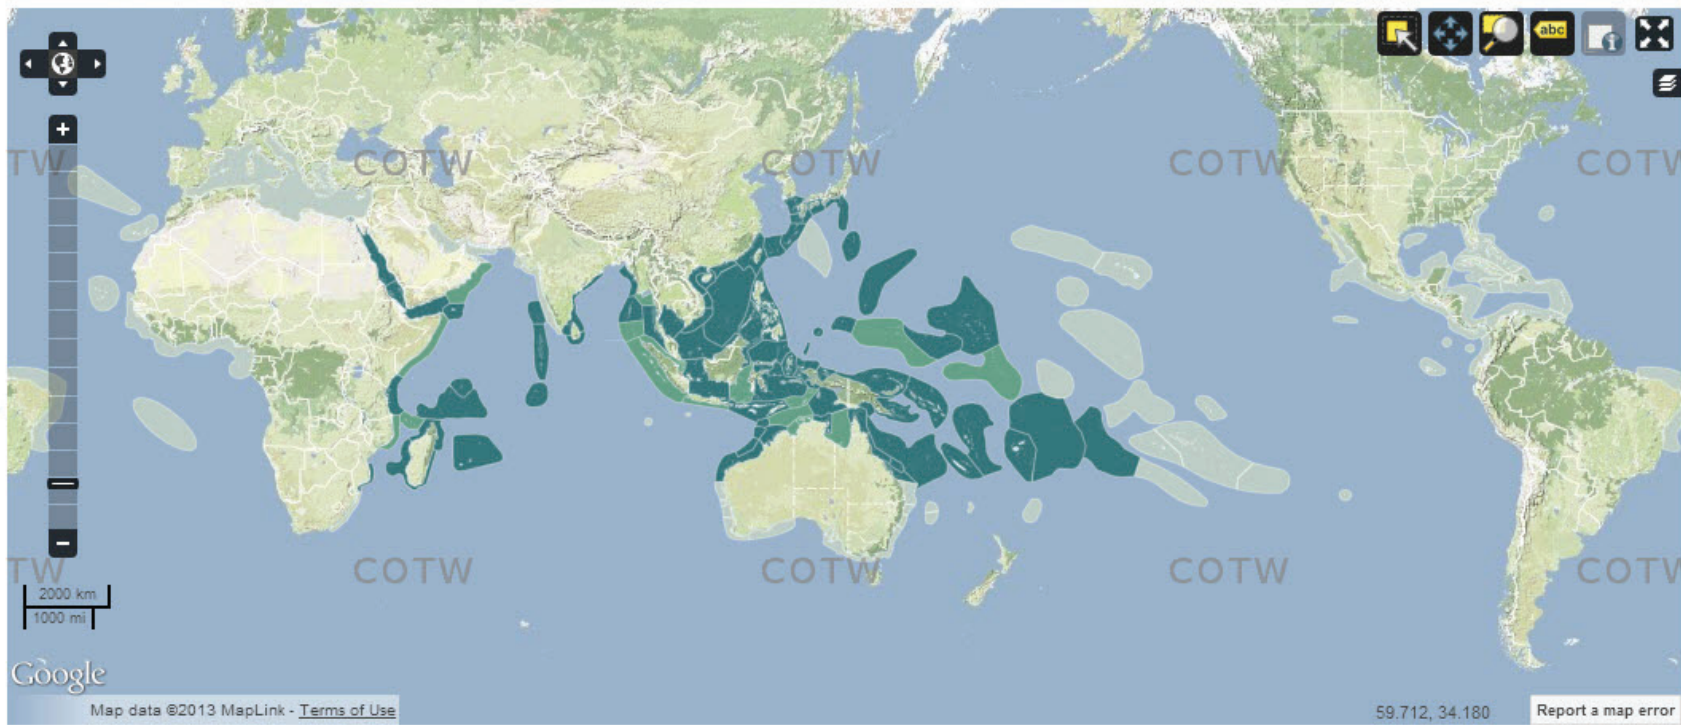 abc
TW COTW COTW COTW COTW
TW COTW COTW COTW COTW
2000 km
1000 mi
Google
Map data ©2013 MapLink - Terms of Use
59.712, 34.180
Report a map error